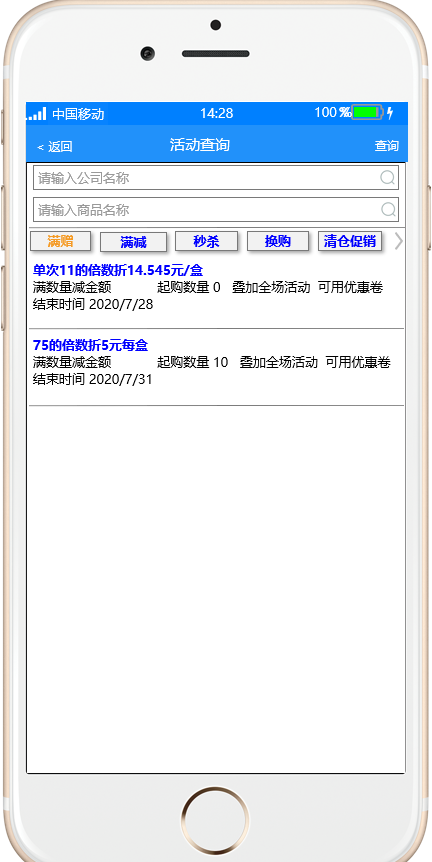 中国移动 14:28 100 %
< 返回 活动查询 查询
请输入公司名称
请输入商品名称
满赠 满减 秒杀 换购 清仓促销
单次11的倍数折14.545元/盒
满数量减金额 起购数量 0 叠加全场活动 可用优惠卷
结束时间 2020/7/28
75的倍数折5元每盒
满数量减金额 起购数量 10 叠加全场活动 可用优惠卷
结束时间 2020/7/31